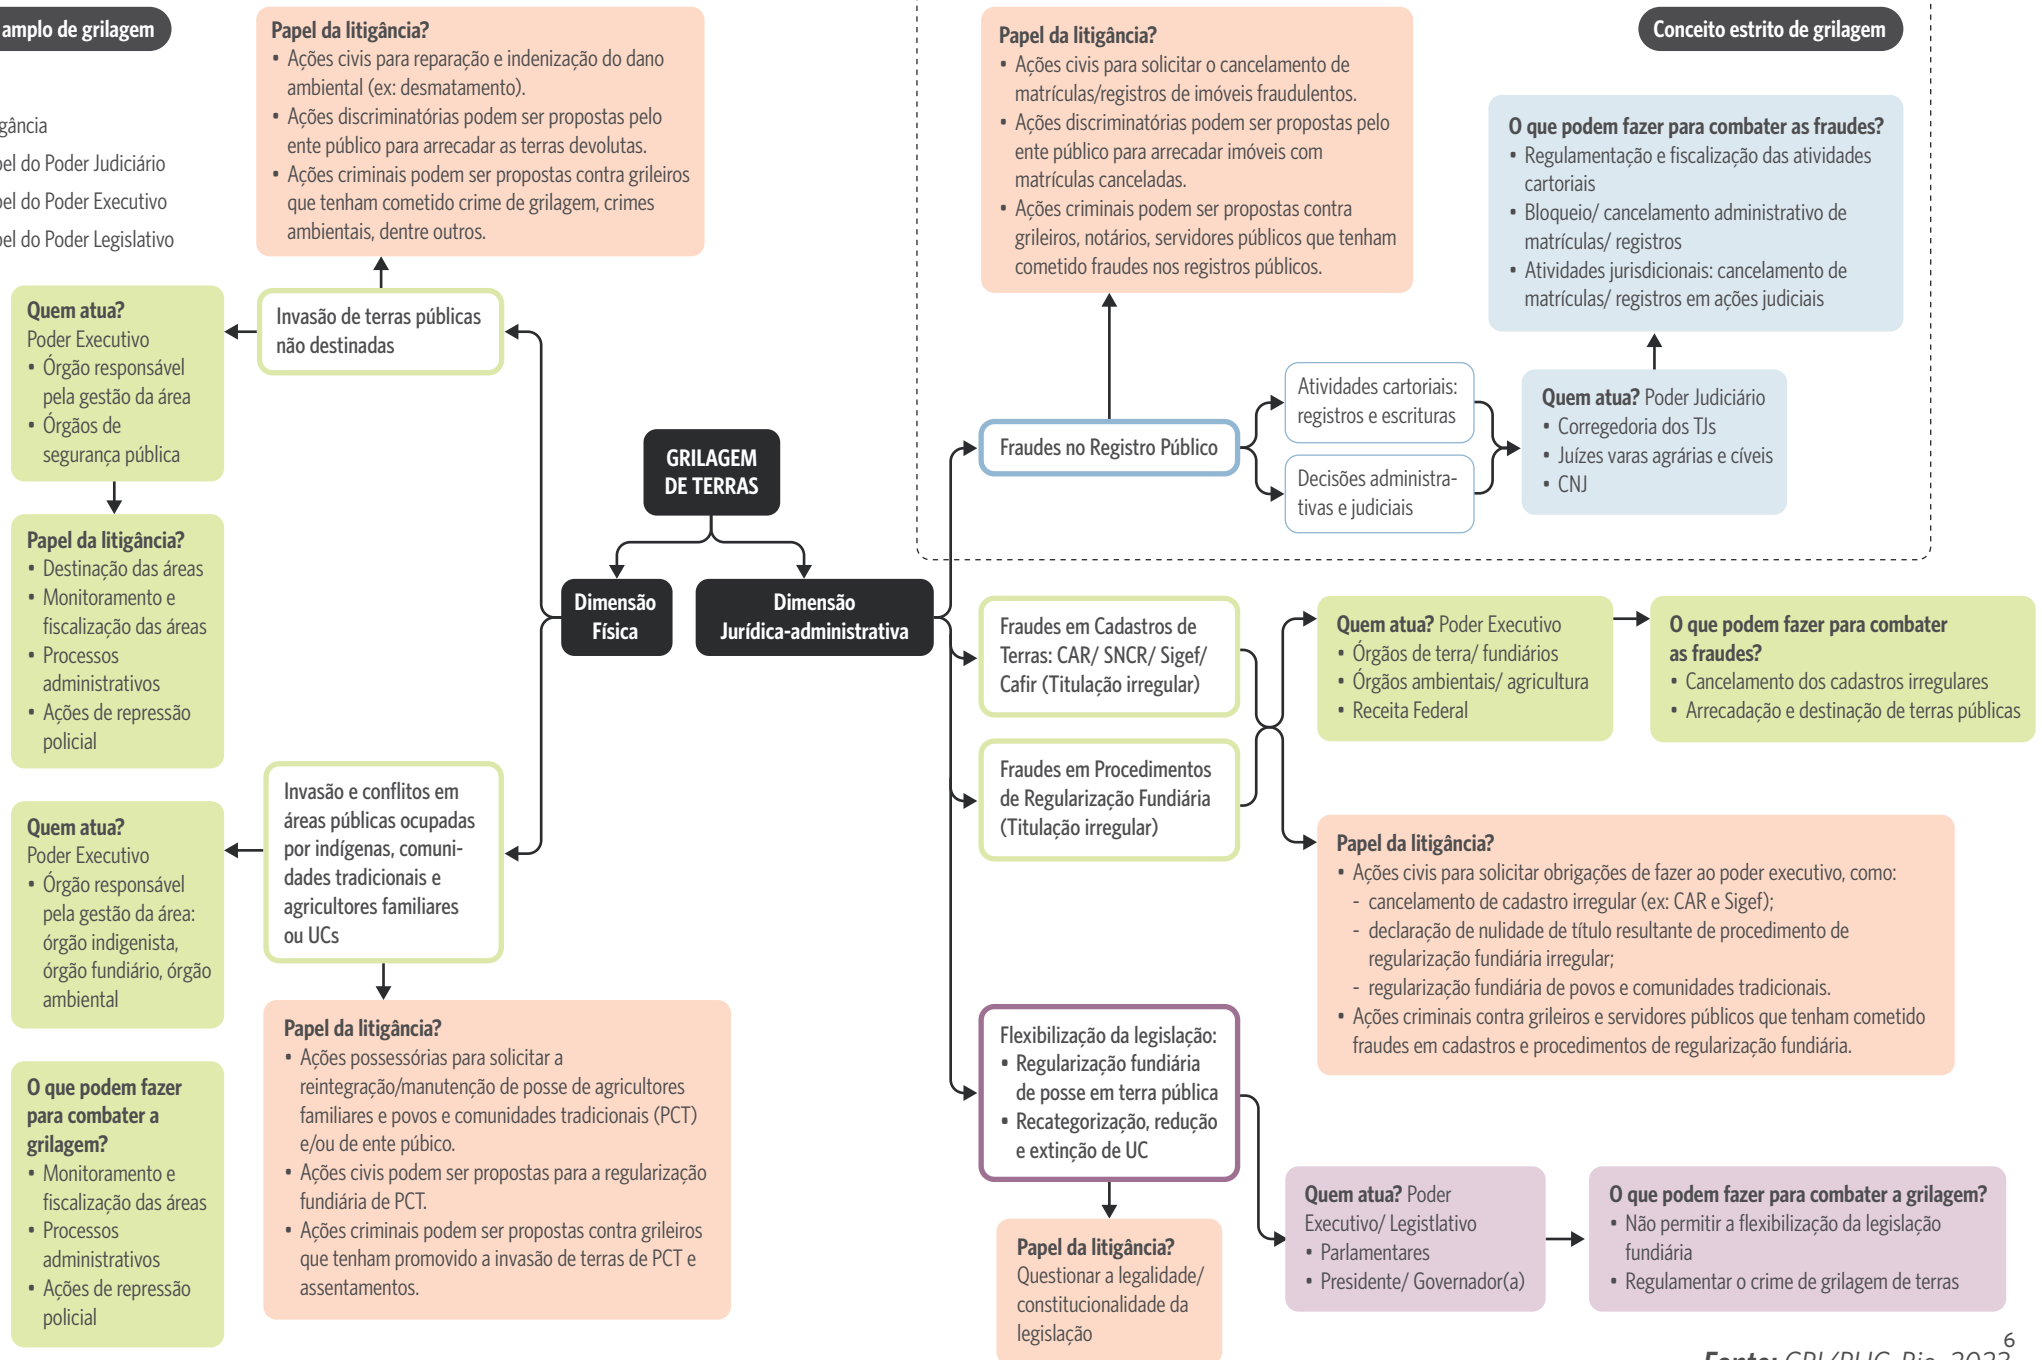 amplo de grilagem
gância
el do Poder Judiciário
el do Poder Executivo
el do Poder Legislativo
Papel da litigância?
• Ações civis para reparação e indenização do dano
ambiental (ex: desmatamento).
• Ações discriminatórias podem ser propostas pelo
ente público para arrecadar as terras devolutas.
• Ações criminais podem ser propostas contra grileiros
que tenham cometido crime de grilagem, crimes
ambientais, dentre outros.
Quem atua?
Poder Executivo
• Órgão responsável
pela gestão da área
• Órgãos de
segurança pública
Invasão de terras públicas
não destinadas
Papel da litigância?
• Destinação das áreas
• Monitoramento e
fiscalização das áreas
• Processos
administrativos
• Ações de repressão
policial
Quem atua?
Poder Executivo
• Órgão responsável
pela gestão da área:
órgão indigenista,
órgão fundiário, órgão
ambiental
Invasão e conflitos em
áreas públicas ocupadas
por indígenas, comuni-
dades tradicionais e
agricultores familiares
ou UCs
O que podem fazer
para combater a
grilagem?
• Monitoramento e
fiscalização das áreas
• Processos
administrativos
• Ações de repressão
policial
Papel da litigância?
• Ações possessórias para solicitar a
reintegração/manutenção de posse de agricultores
familiares e povos e comunidades tradicionais (PCT)
e/ou de ente púbico.
• Ações civis podem ser propostas para a regularização
fundiária de PCT.
• Ações criminais podem ser propostas contra grileiros
que tenham promovido a invasão de terras de PCT e
assentamentos.
GRILAGEM
DE TERRAS
Dimensão
Física
Dimensão
Jurídica-administrativa
Conceito estrito de grilagem
Papel da litigância?
• Ações civis para solicitar o cancelamento de
matrículas/registros de imóveis fraudulentos.
• Ações discriminatórias podem ser propostas pelo
ente público para arrecadar imóveis com
matrículas canceladas.
• Ações criminais podem ser propostas contra
grileiros, notários, servidores públicos que tenham
cometido fraudes nos registros públicos.
O que podem fazer para combater as fraudes?
• Regulamentação e fiscalização das atividades
cartoriais
• Bloqueio/ cancelamento administrativo de
matrículas/ registros
• Atividades jurisdicionais: cancelamento de
matrículas/ registros em ações judiciais
Fraudes no Registro Público
Atividades cartoriais:
registros e escrituras
Decisões administra-
tivas e judiciais
Quem atua? Poder Judiciário
• Corregedoria dos TJs
• Juízes varas agrárias e cíveis
• CNJ
Fraudes em Cadastros de
Terras: CAR/ SNCR/ Sigef/
Cafir (Titulação irregular)
Fraudes em Procedimentos
de Regularização Fundiária
(Titulação irregular)
Quem atua? Poder Executivo
• Órgãos de terra/ fundiários
• Órgãos ambientais/ agricultura
• Receita Federal
O que podem fazer para combater
as fraudes?
• Cancelamento dos cadastros irregulares
• Arrecadação e destinação de terras públicas
Papel da litigância?
• Ações civis para solicitar obrigações de fazer ao poder executivo, como:
- cancelamento de cadastro irregular (ex: CAR e Sigef);
- declaração de nulidade de título resultante de procedimento de
regularização fundiária irregular;
- regularização fundiária de povos e comunidades tradicionais.
• Ações criminais contra grileiros e servidores públicos que tenham cometido
fraudes em cadastros e procedimentos de regularização fundiária.
Flexibilização da legislação:
• Regularização fundiária
de posse em terra pública
• Recategorização, redução
e extinção de UC
Papel da litigância?
Questionar a legalidade/
constitucionalidade da
legislação
Quem atua? Poder
Executivo/ Legistlativo
• Parlamentares
• Presidente/ Governador(a)
O que podem fazer para combater a grilagem?
• Não permitir a flexibilização da legislação
fundiária
• Regulamentar o crime de grilagem de terras
6
Fonte: CPI/PUC-Rio, 2023